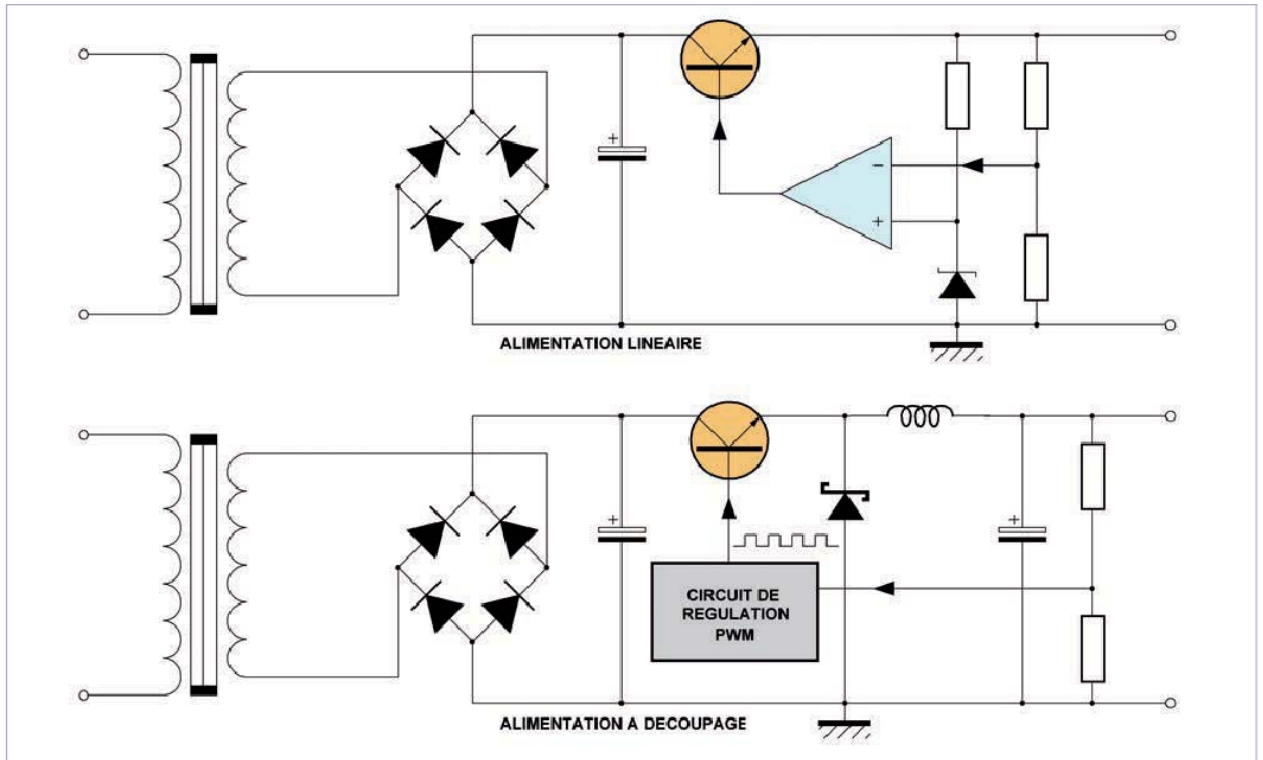 +
-
+
ALIMENTATION LINEAIRE
+
+
CIRCUIT DE
REGULATION
PWM
ALIMENTATION A DECOUPAGE